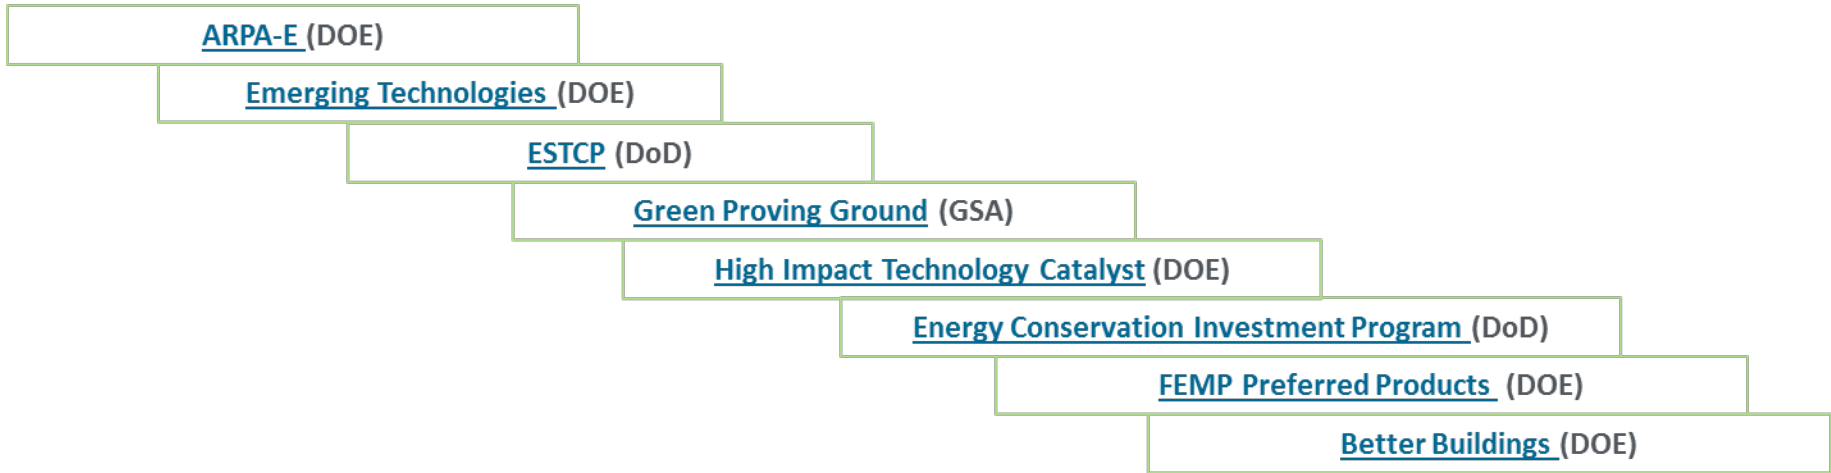 ARPA-E (DOE)
Emerging Technologies (DOE)
ESTCP (DoD)
Green Proving Ground (GSA)
High Impact Technology Catalyst (DOE)
Energy Conservation Investment Program (DoD)
FEMP Preferred Products (DOE)
Better Buildings (DOE)